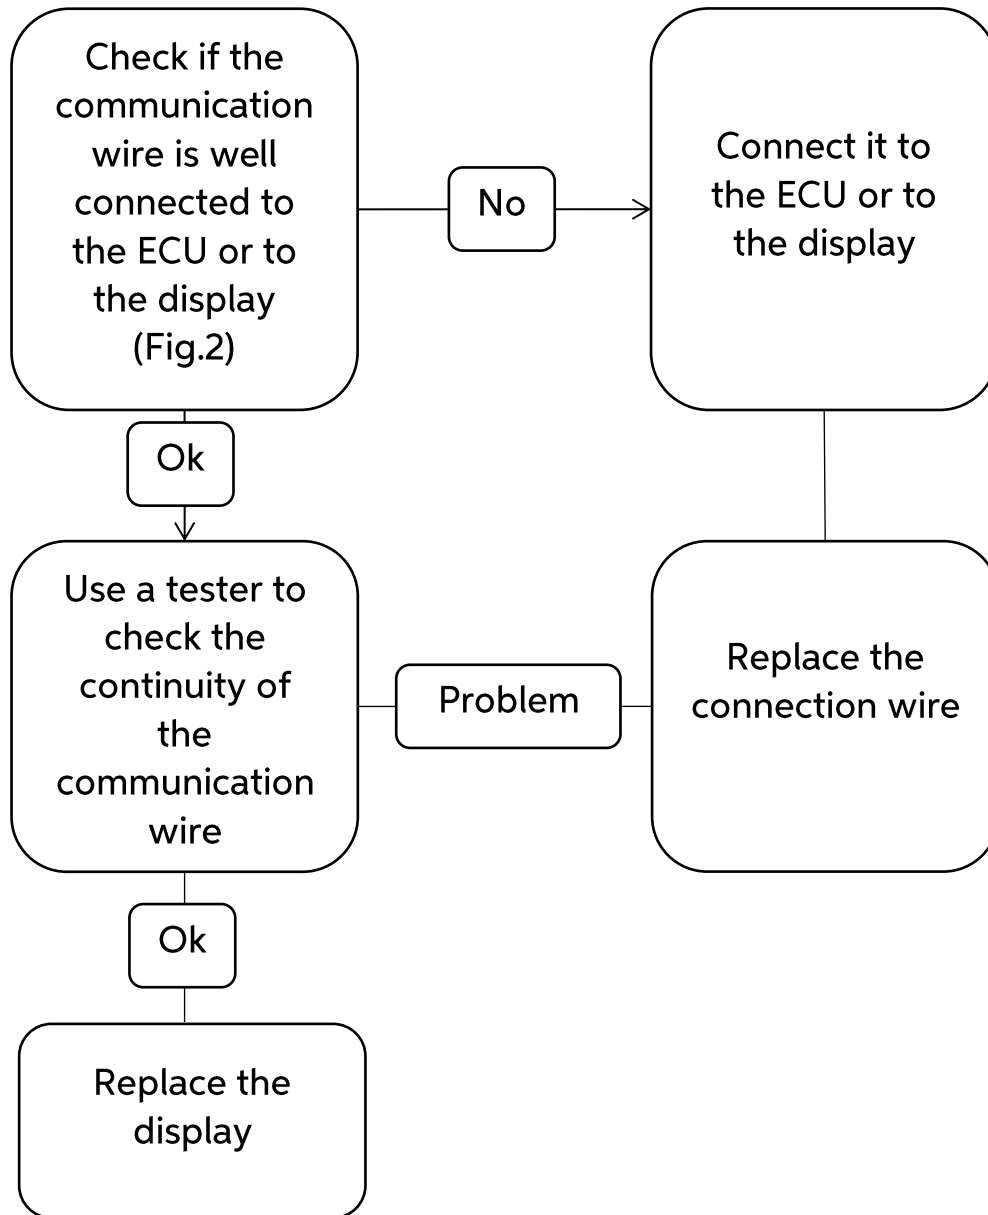 Check if the
communication
wire is well
connected to
the ECU or to
the display
(Fig.2)
No
Connect it to
the ECU or to
the display
Ok
Use a tester to
check the
continuity of
the
communication
wire
Problem
Replace the
connection wire
Ok
Replace the
display